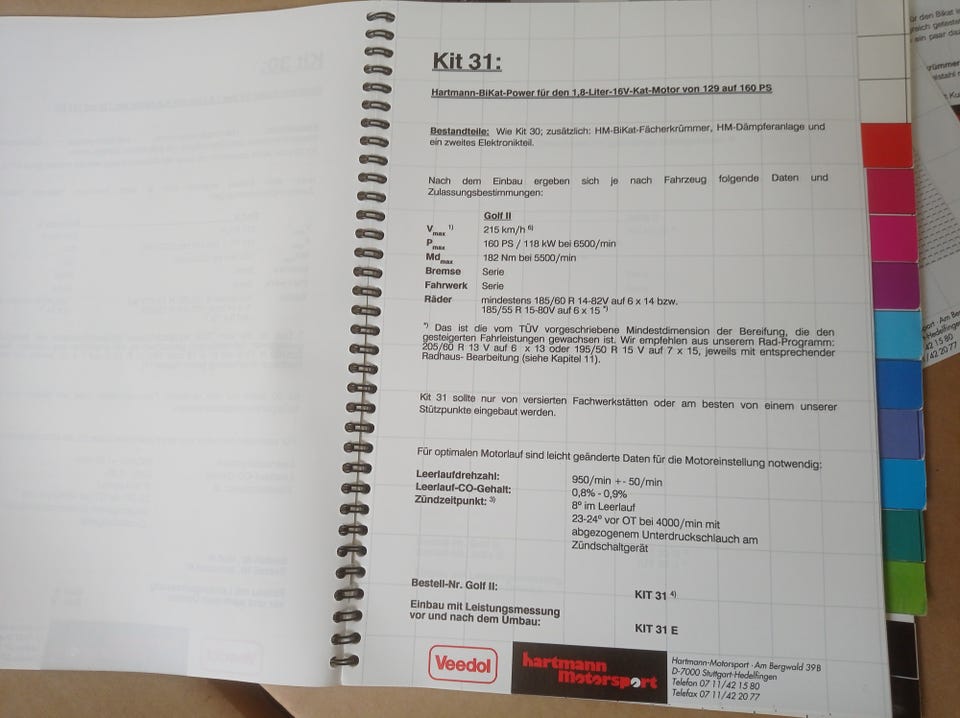 Kit 31:
Hartmann-BiKat-Power für den 1,8-Liter-16V-Kat-Motor von 129 auf 160 PS
Bestandteile: Wie Kit 30; zusätzlich: HM-BiKat-Fächerkrümmer, HM-Dämpferanlage und
ein zweites Elektronikteil.
Nach dem Einbau ergeben sich je nach Fahrzeug folgende Daten und
Zulassungsbestimmungen:
Golf II
Vmax 1) 215 km/h 6)
Pmax 160 PS / 118 kW bei 6500/min
Mdmax 182 Nm bei 5500/min
Bremse Serie
Fahrwerk Serie
Räder mindestens 185/60 R 14-82V auf 6 x 14 bzw.
185/55 R 15-80V auf 6 x 15 *)
*) Das ist die vom TÜV vorgeschriebene Mindestdimension der Bereifung, die den
gesteigerten Fahrleistungen gewachsen ist. Wir empfehlen aus unserem Rad-Programm:
205/60 R 13 V auf 6 x 13 oder 195/50 R 15 V auf 7 x 15, jeweils mit entsprechender
Radhaus- Bearbeitung (siehe Kapitel 11).
Kit 31 sollte nur von versierten Fachwerkstätten oder am besten von einem unserer
Stützpunkte eingebaut werden.
Für optimalen Motorlauf sind leicht geänderte Daten für die Motoreinstellung notwendig:
Leerlaufdrehzahl: 950/min +- 50/min
Leerlauf-CO-Gehalt: 0,8% - 0,9%
Zündzeitpunkt: 3) 8° im Leerlauf
23-24° vor OT bei 4000/min mit
abgezogenem Unterdruckschlauch am
Zündschaltgerät
Bestell-Nr. Golf II: KIT 31 4)
Einbau mit Leistungsmessung
vor und nach dem Umbau: KIT 31 E
Veedol
hartmann
motorsport
Hartmann-Motorsport · Am Bergwald 39B
D-7000 Stuttgart-Hedelfingen
Telefon 07 11/42 15 80
Telefax 07 11/42 20 77